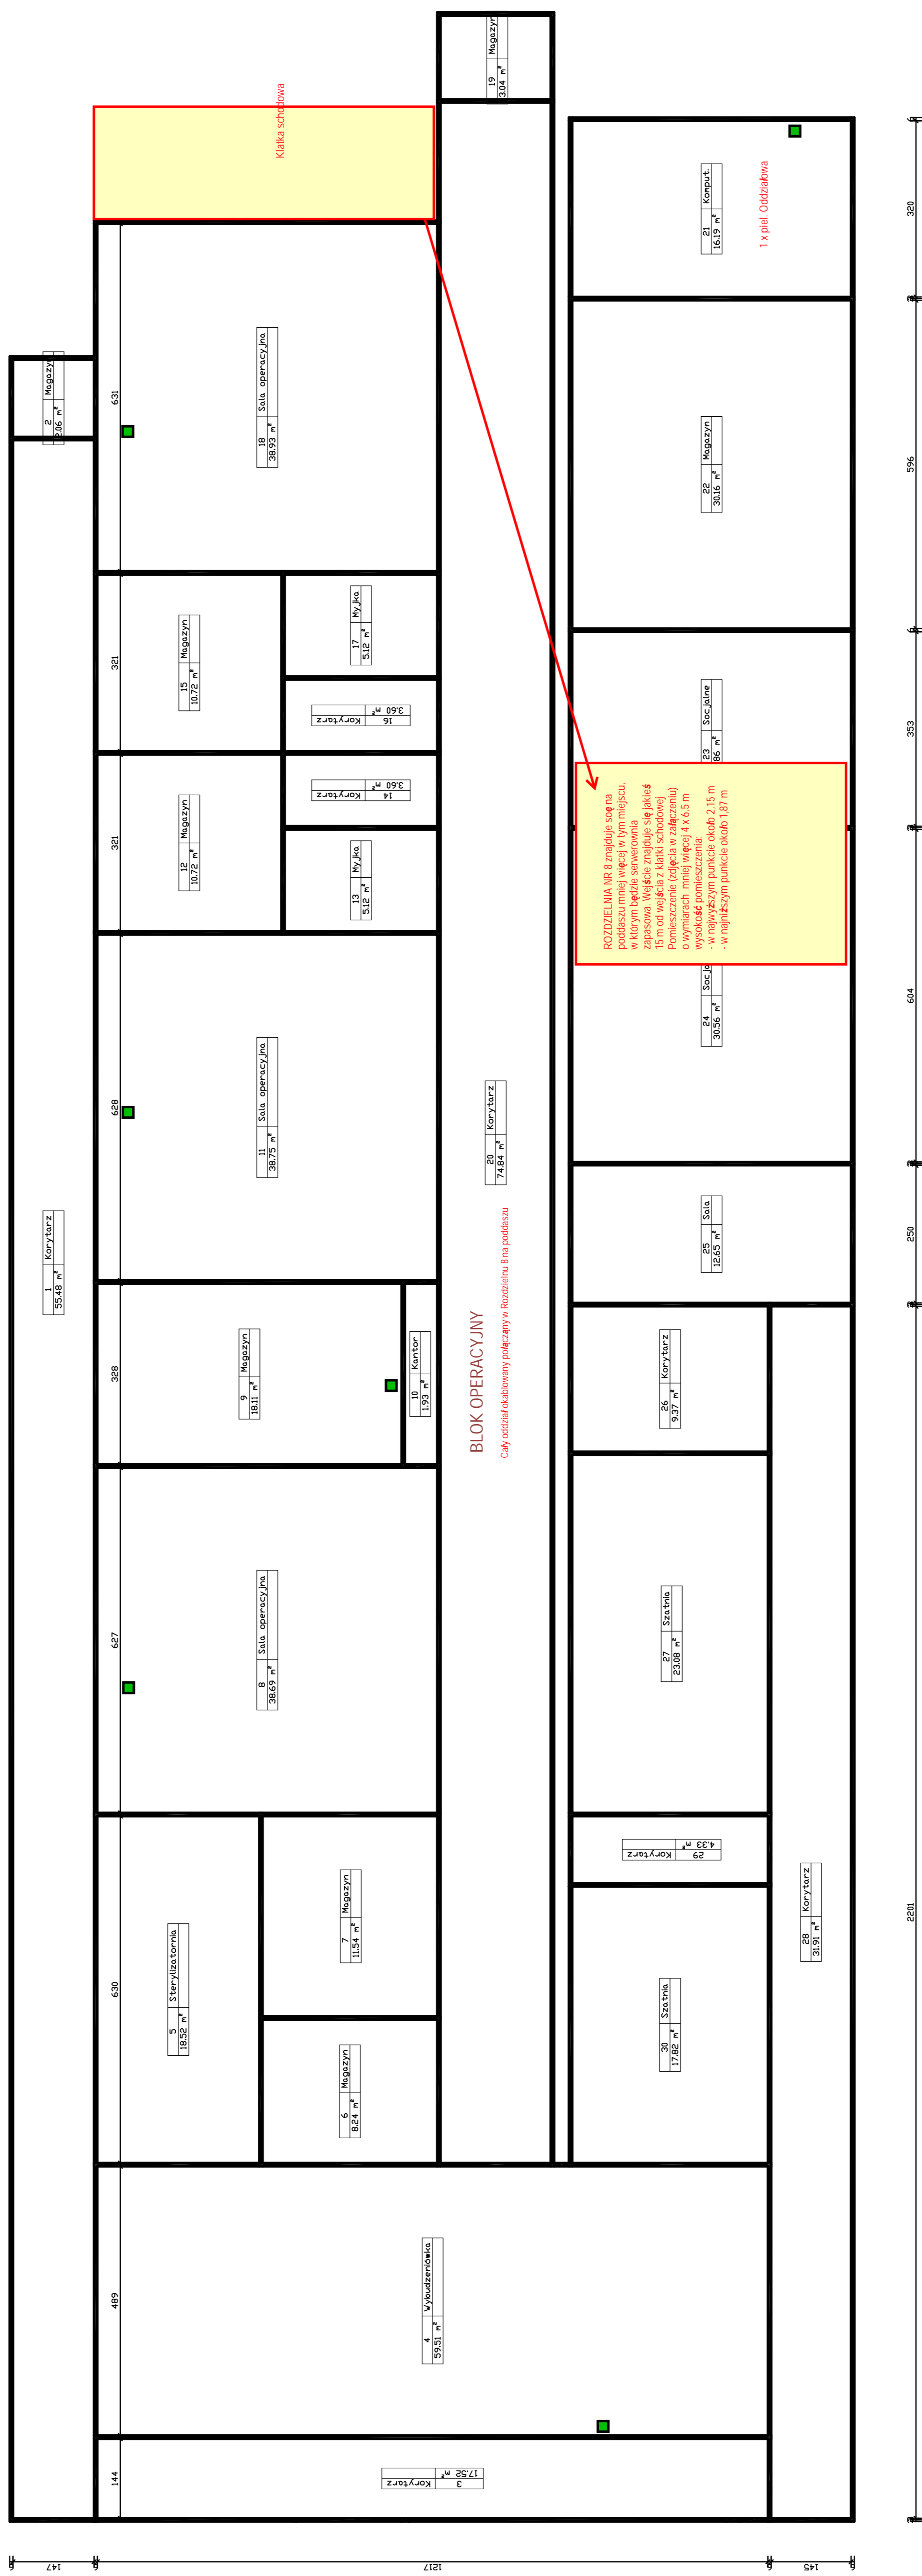 19 Magazyn
3.04 m²
Klatka schodowa
21 Komput.
16.19 m²
1 x piel. Oddziałowa
320
2 Magazyn
2.06 m²
631
18 Sala operacyjna
38.93 m²
22 Magazyn
30.16 m²
596
321
15 Magazyn
10.72 m²
17 Myjka
5.12 m²
16 Korytarz
3.60 m²
23 Socjalne
86 m²
353
321
12 Magazyn
10.72 m²
14 Korytarz
3.60 m²
13 Myjka
5.12 m²
ROZDZIELNIA NR 8 znajduje soę na
poddaszu mniej więcej w tym miejscu,
w którym będzie serwerownia
zapasowa. Wejście znajduje się jakieś
15 m od wejścia z klatki schodowej
Pomieszczenie (zdjęcia w załączeniu)
o wymiarach mniej więcej 4 x 6,5 m
wysokość pomieszczenia:
- w najwyższym punkcie około 2,15 m
- w najniższym punkcie około 1,87 m
24 Socja
30.56 m²
604
628
11 Sala operacyjna
38.75 m²
20 Korytarz
74.84 m²
1 Korytarz
55.48 m²
25 Sala
12.65 m²
250
328
9 Magazyn
18.11 m²
10 Kantor
1.93 m²
BLOK OPERACYJNY
Cały oddział okablowany połączany w Rozdzielnu 8 na poddaszu
26 Korytarz
9.37 m²
627
8 Sala operacyjna
38.69 m²
27 Szatnia
23.08 m²
29 Korytarz
4.33 m²
28 Korytarz
31.91 m²
2201
630
5 Sterylizatornia
18.52 m²
7 Magazyn
11.54 m²
6 Magazyn
8.24 m²
30 Szatnia
17.82 m²
489
4 Wybudzeniówka
59.51 m²
144
3 Korytarz
17.52 m²
147
1217
145